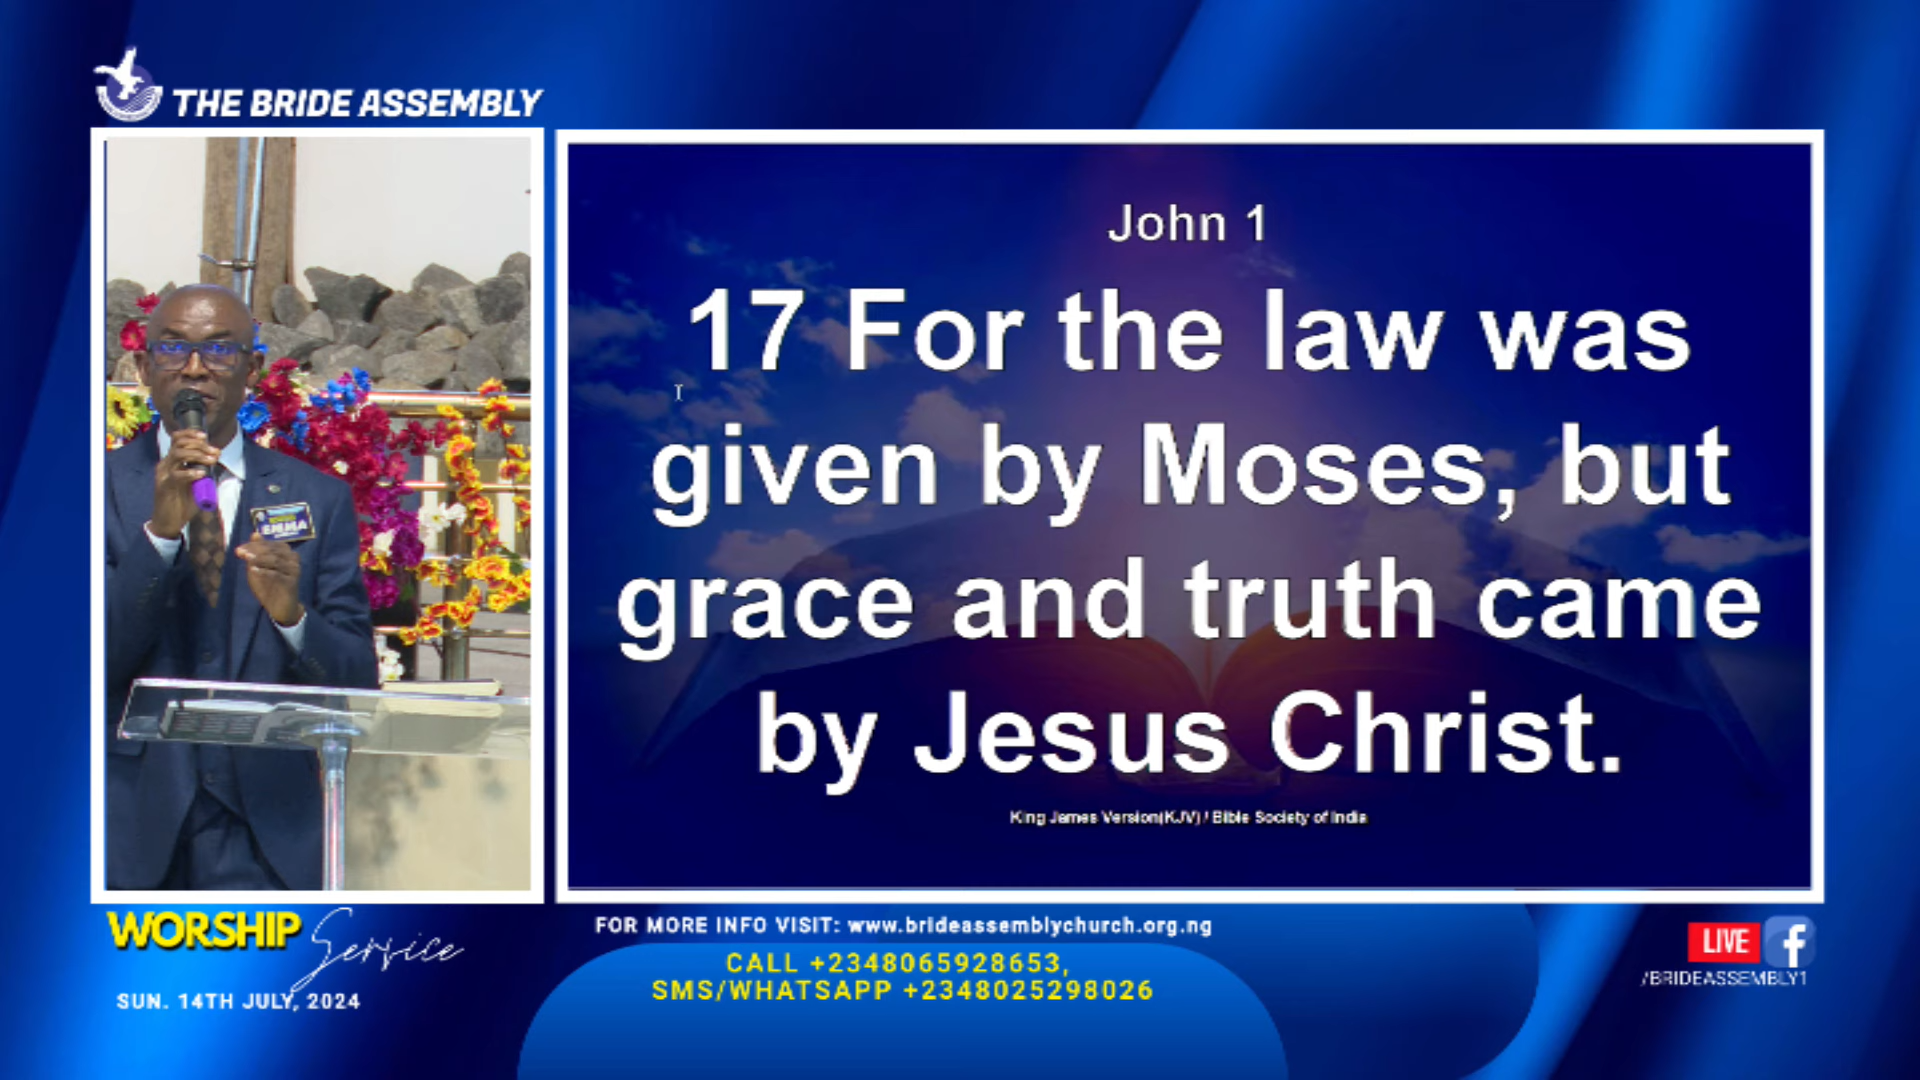 THE BRIDE ASSEMBLY
EMMA
John 1
17 For the law was
given by Moses, but
grace and truth came
by Jesus Christ.
King James Version(KJV) / Bible Society of India
WORSHIP
Service
SUN. 14TH JULY, 2024
FOR MORE INFO VISIT: www.brideassemblychurch.org.ng
CALL +2348065928653,
SMS/WHATSAPP +2348025298026
LIVE f
/BRIDEASSEMBLY1